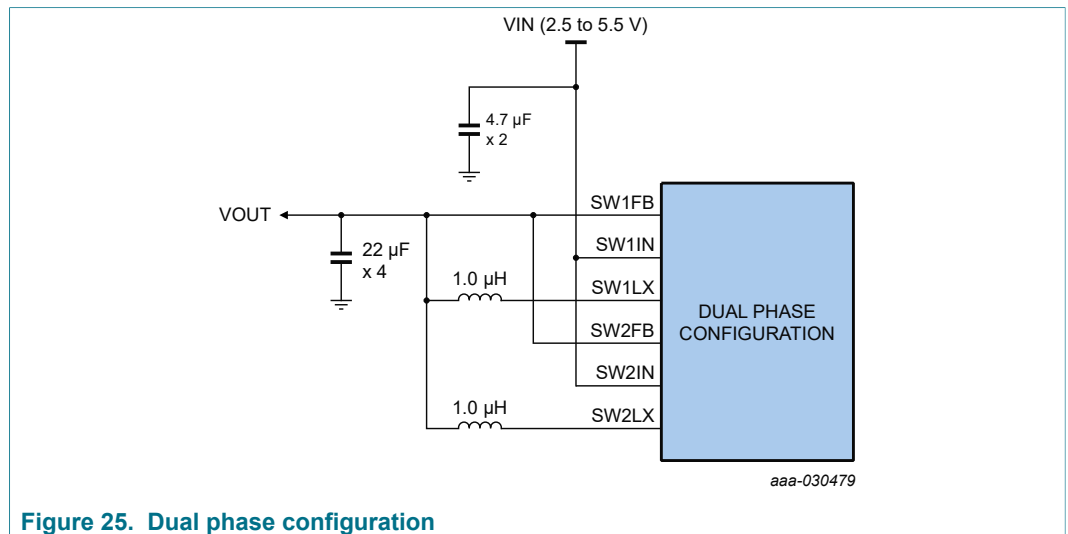 VIN (2.5 to 5.5 V)
4.7 µF
x 2
SW1FB
VOUT
SW1IN
22 µF
x 4
1.0 µH
SW1LX
DUAL PHASE
CONFIGURATION
SW2FB
SW2IN
1.0 µH
SW2LX
aaa-030479
Figure 25. Dual phase configuration